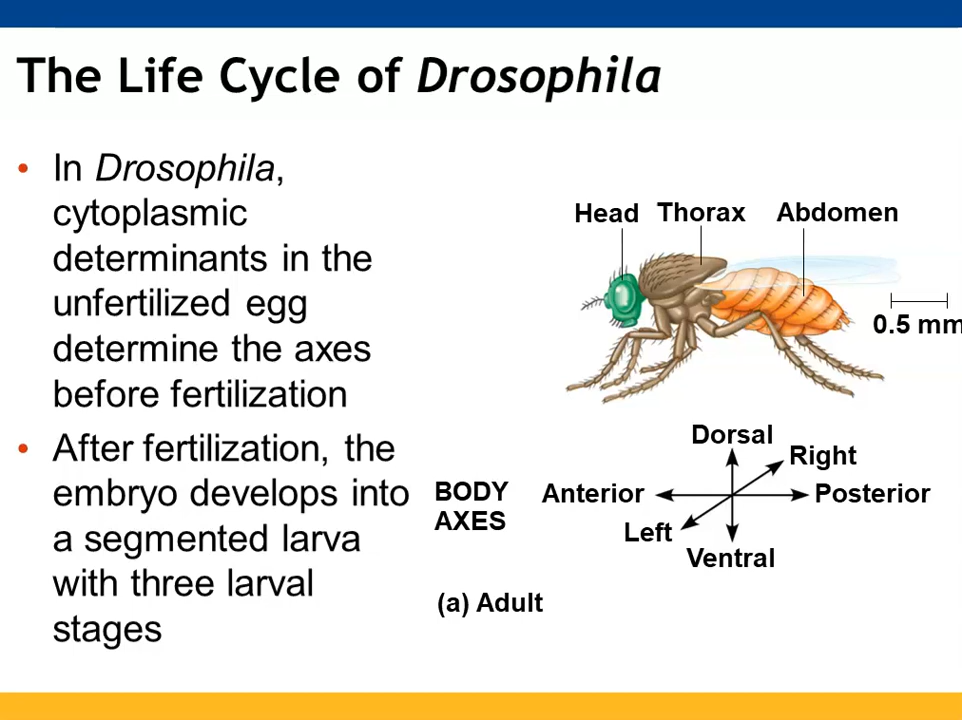 The Life Cycle of Drosophila
• In Drosophila,
cytoplasmic
determinants in the
unfertilized egg
determine the axes
before fertilization
• After fertilization, the
embryo develops into
a segmented larva
with three larval
stages
Head Thorax Abdomen
0.5 mm
Dorsal
Right
BODY
AXES
Anterior
Posterior
Left
Ventral
(a) Adult